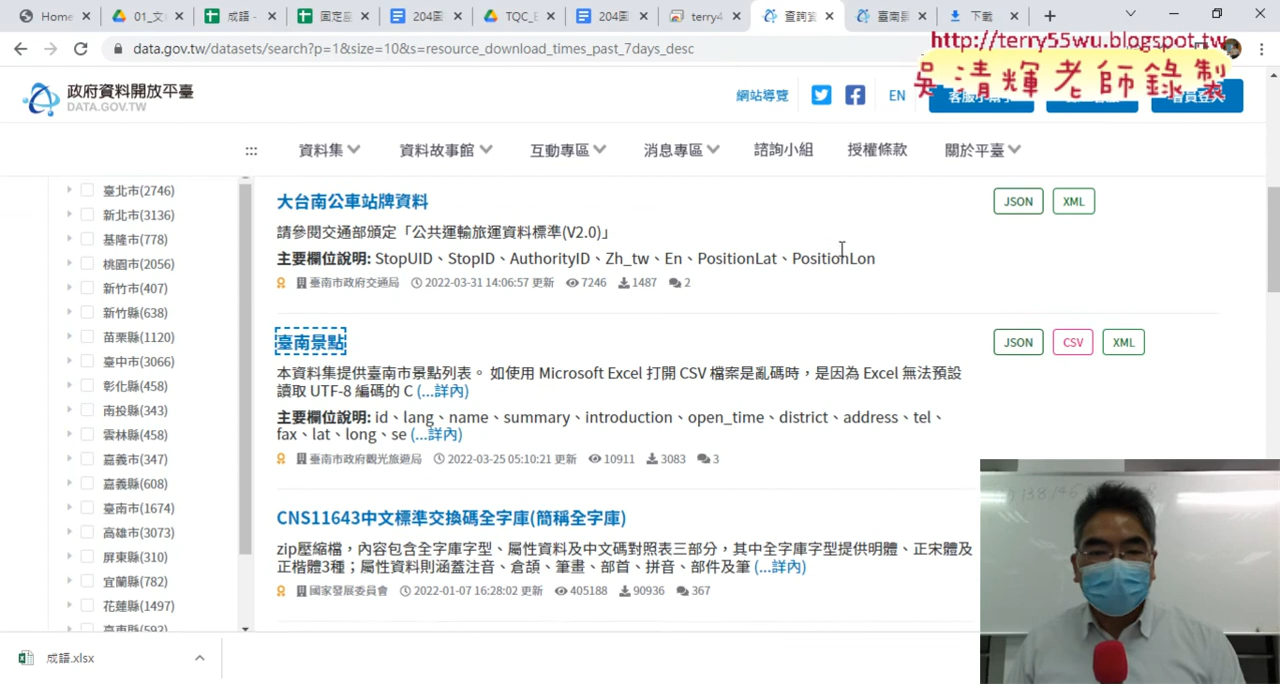 Home
01_文
成語 -
固定
204區
TQC_E
204區
terry4
查詢資
臺南景
下載
data.gov.tw/datasets/search?p=1&size=10&s=resource_download_times_past_7days_desc
http://terry55wu.blogspot.tw
吳清輝老師錄製
政府資料開放平臺
DATA.GOV.TW
網站導覽
EN
資料集
資料故事館
互動專區
消息專區
諮詢小組
授權條款
關於平臺
臺北市(2746)
新北市(3136)
基隆市(778)
桃園市(2056)
新竹市(407)
新竹縣(638)
苗栗縣(1120)
臺中市(3066)
彰化縣(458)
南投縣(343)
雲林縣(458)
嘉義市(347)
嘉義縣(608)
臺南市(1674)
高雄市(3073)
屏東縣(310)
宜蘭縣(782)
花蓮縣(1497)
臺東縣(592)
大台南公車站牌資料
JSON XML
請參閱交通部頒定「公共運輸旅運資料標準(V2.0)」
主要欄位說明: StopUID、StopID、AuthorityID、Zh_tw、En、PositionLat、PositionLon
臺南市政府交通局 2022-03-31 14:06:57 更新 7246 1487 2
臺南景點
JSON CSV XML
本資料集提供臺南市景點列表。 如使用 Microsoft Excel 打開 CSV 檔案是亂碼時，是因為 Excel 無法預設
讀取 UTF-8 編碼的 C (...詳內)
主要欄位說明: id、lang、name、summary、introduction、open_time、district、address、tel、
fax、lat、long、se (...詳內)
臺南市政府觀光旅遊局 2022-03-25 05:10:21 更新 10911 3083 3
CNS11643中文標準交換碼全字庫(簡稱全字庫)
zip壓縮檔，內容包含全字庫字型、屬性資料及中文碼對照表三部分，其中全字庫字型提供明體、正宋體及
正楷體3種；屬性資料則涵蓋注音、倉頡、筆畫、部首、拼音、部件及筆 (...詳內)
國家發展委員會 2022-01-07 16:28:02 更新 405188 90936 367
成語.xlsx